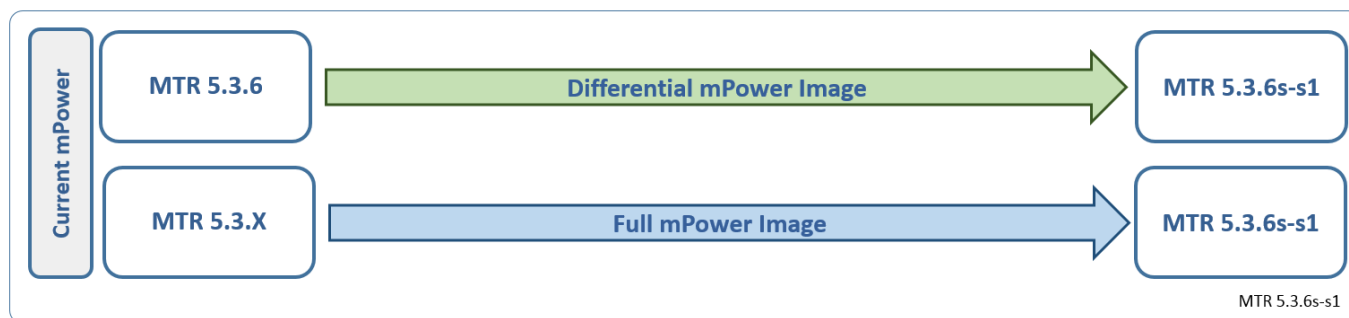 Current mPower
MTR 5.3.6
Differential mPower Image
MTR 5.3.6s-s1
MTR 5.3.X
Full mPower Image
MTR 5.3.6s-s1
MTR 5.3.6s-s1